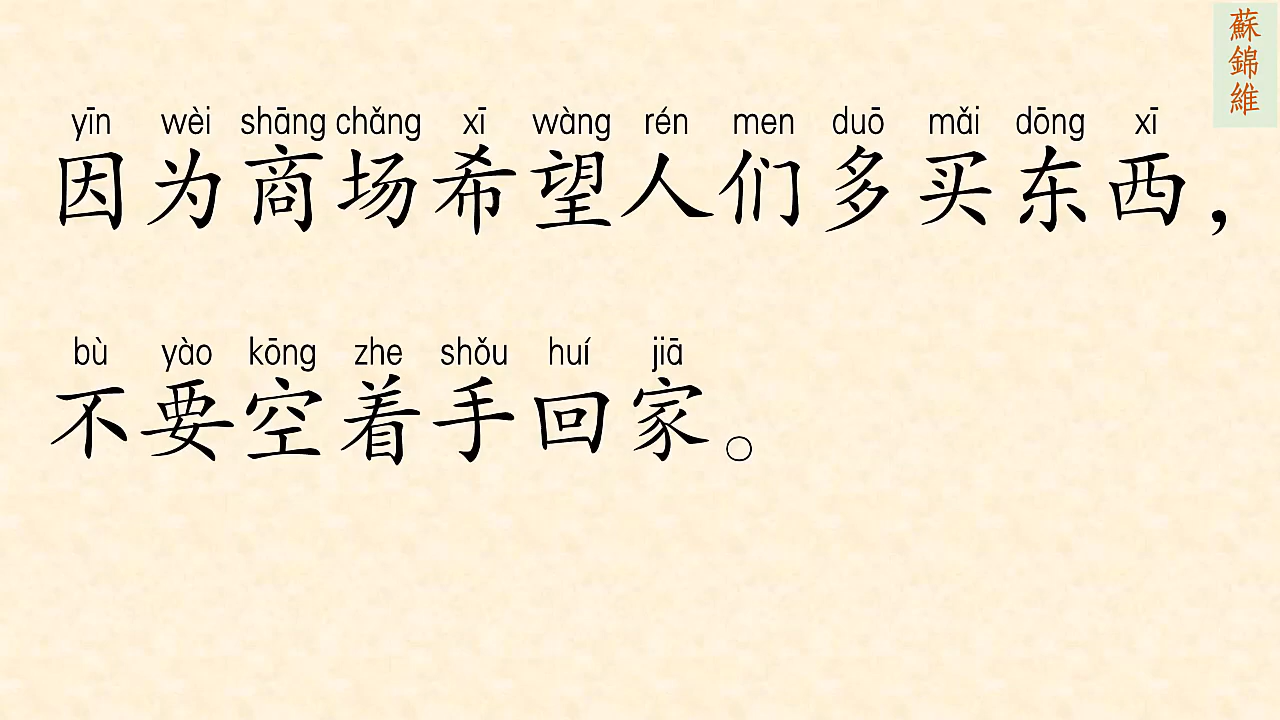 yīn wèi shāng chǎng xī wàng rén men duō mǎi dōng xī
因为商场希望人们多买东西，
bù yào kōng zhe shǒu huí jiā
不要空着手回家。
蘇錦維